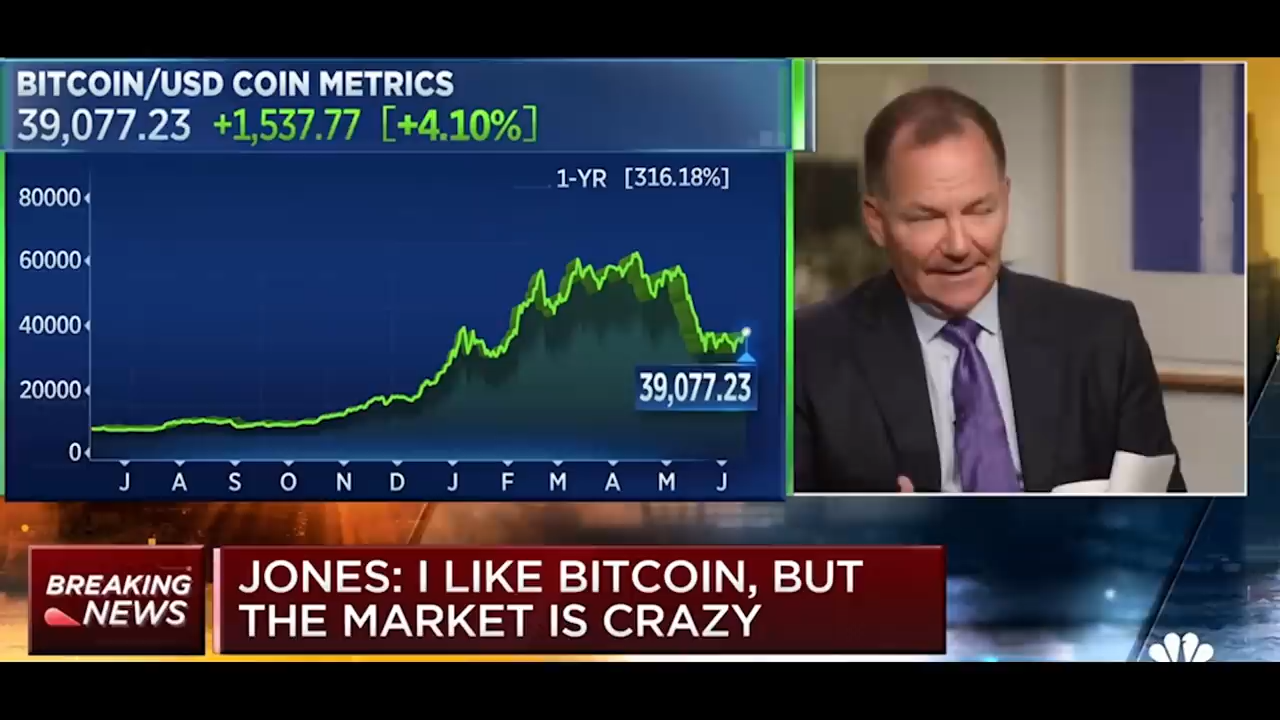 BITCOIN/USD COIN METRICS
39,077.23 +1,537.77 [+4.10%]
1-YR [316.18%]
80000
60000
40000
20000
0
39,077.23
J A S O N D J F M A M J
BREAKING
NEWS
JONES: I LIKE BITCOIN, BUT
THE MARKET IS CRAZY